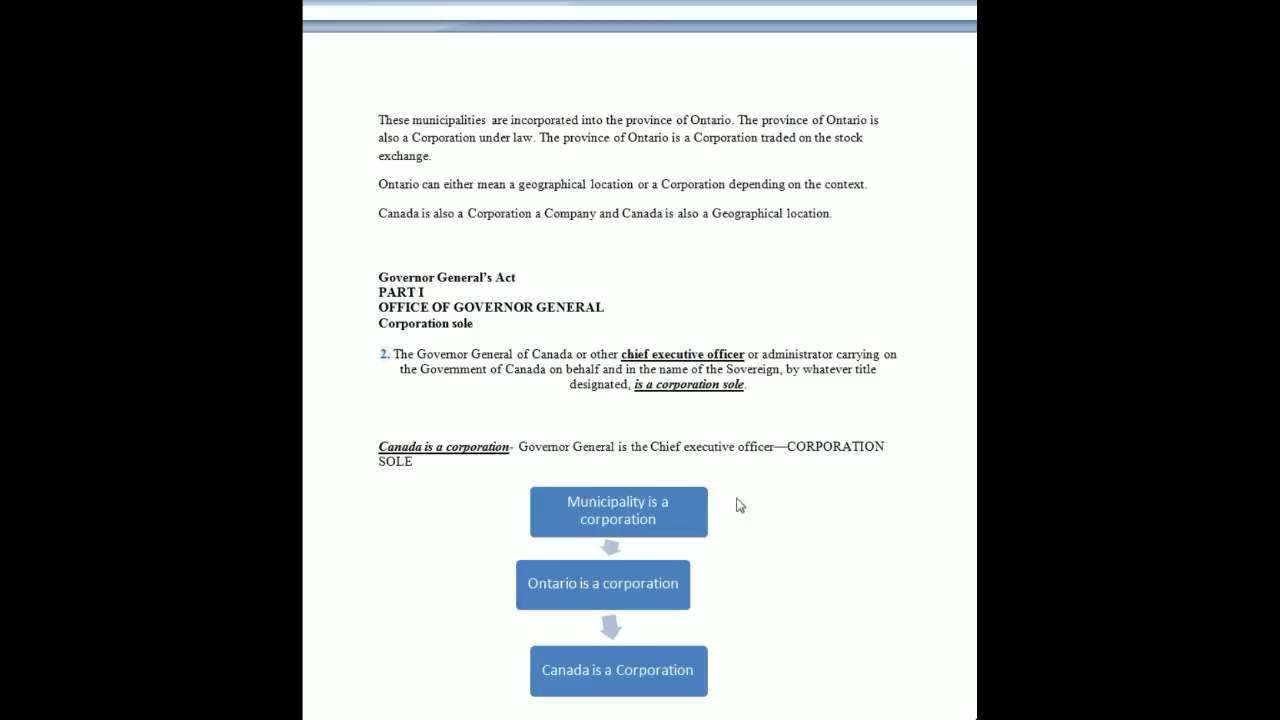 These municipalities are incorporated into the province of Ontario. The province of Ontario is
also a Corporation under law. The province of Ontario is a Corporation traded on the stock
exchange.
Ontario can either mean a geographical location or a Corporation depending on the context.
Canada is also a Corporation a Company and Canada is also a Geographical location.
Governor General's Act
PART I
OFFICE OF GOVERNOR GENERAL
Corporation sole
2. The Governor General of Canada or other chief executive officer or administrator carrying on
the Government of Canada on behalf and in the name of the Sovereign, by whatever title
designated, is a corporation sole.
Canada is a corporation- Governor General is the Chief executive officer—CORPORATION
SOLE
Municipality is a
corporation
Ontario is a corporation
Canada is a Corporation